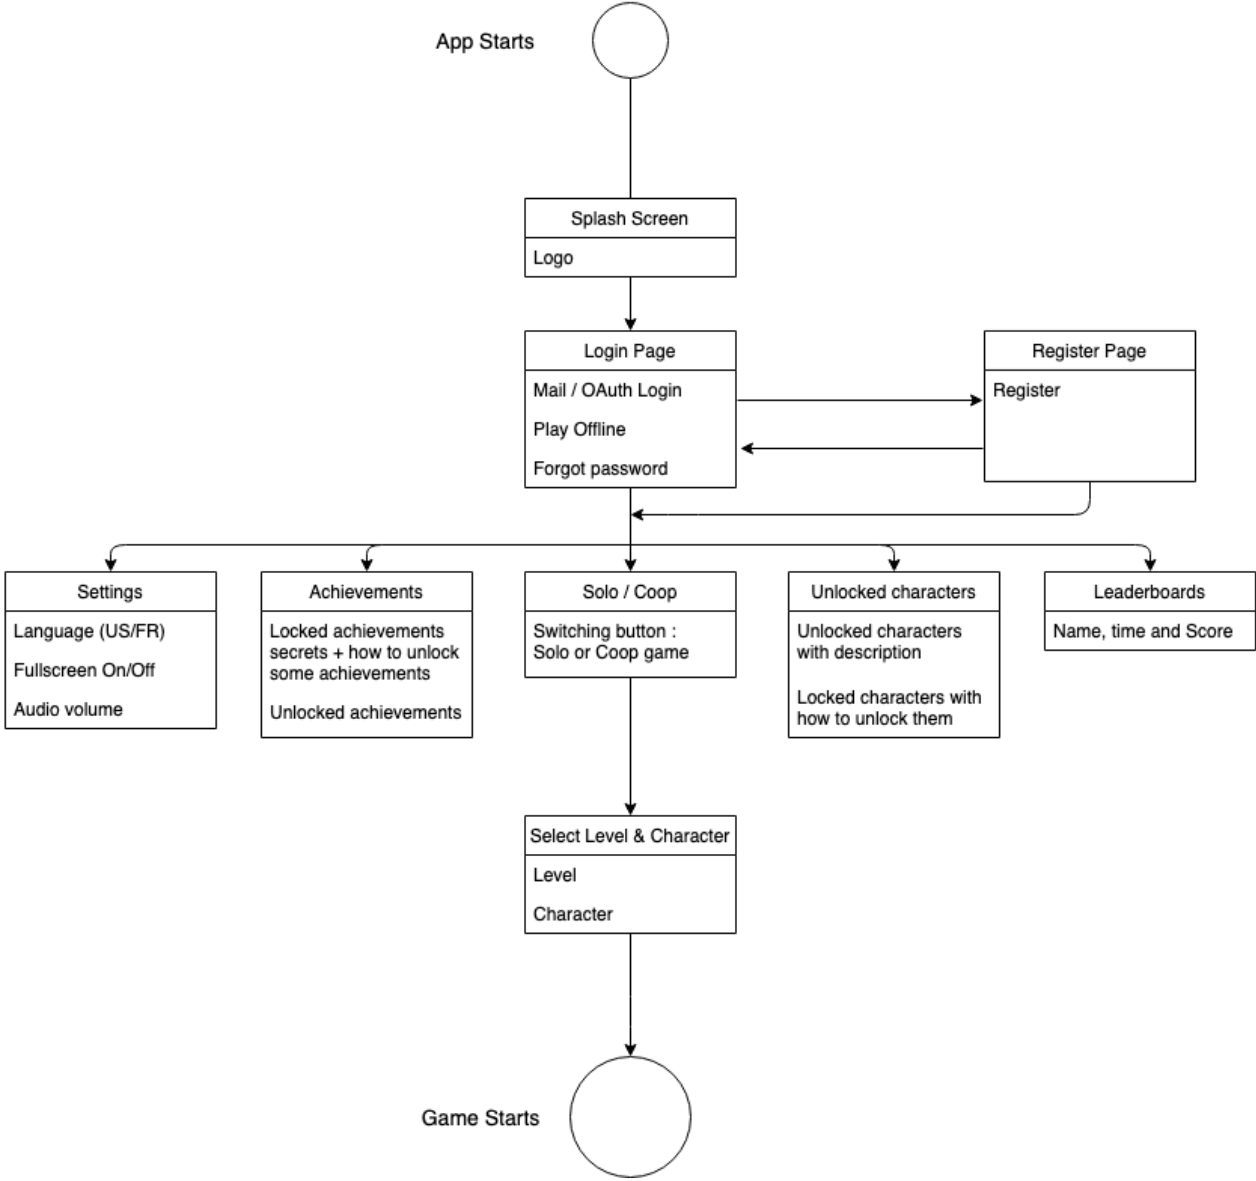 App Starts
Splash Screen
Logo
Login Page
Mail / OAuth Login
Play Offline
Forgot password
Register Page
Register
Settings
Language (US/FR)
Fullscreen On/Off
Audio volume
Achievements
Locked achievements
secrets + how to unlock
some achievements
Unlocked achievements
Solo / Coop
Switching button :
Solo or Coop game
Unlocked characters
Unlocked characters
with description
Locked characters with
how to unlock them
Leaderboards
Name, time and Score
Select Level & Character
Level
Character
Game Starts